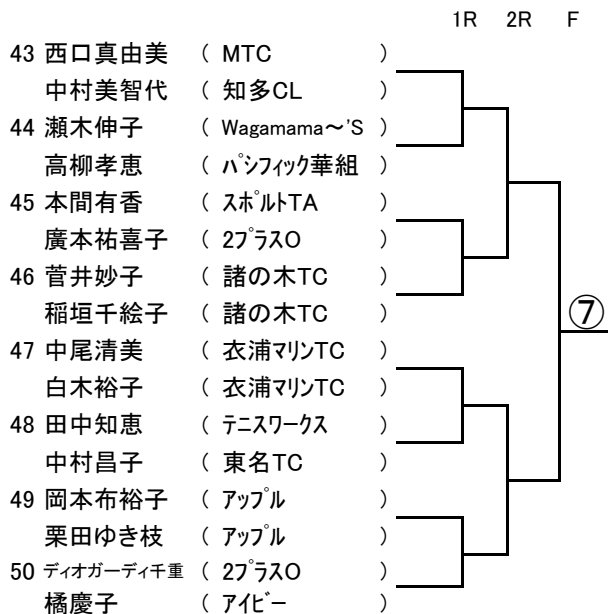 1R 2R F
43 西口真由美 ( MTC )
中村美智代 ( 知多CL )
44 瀬木伸子 ( Wagamama～'S )
高柳孝恵 ( ﾊﾟシフィック華組 )
45 本間有香 ( スポルトTA )
廣本祐喜子 ( 2プラスO )
46 菅井妙子 ( 諸の木TC )
稲垣千絵子 ( 諸の木TC )
⑦
47 中尾清美 ( 衣浦マリンTC )
白木裕子 ( 衣浦マリンTC )
48 田中知恵 ( テニスワークス )
中村昌子 ( 東名TC )
49 岡本布裕子 ( アップル )
栗田ゆき枝 ( アップル )
50 ディオガーディ千重 ( 2プラスO )
橘慶子 ( アイビー )